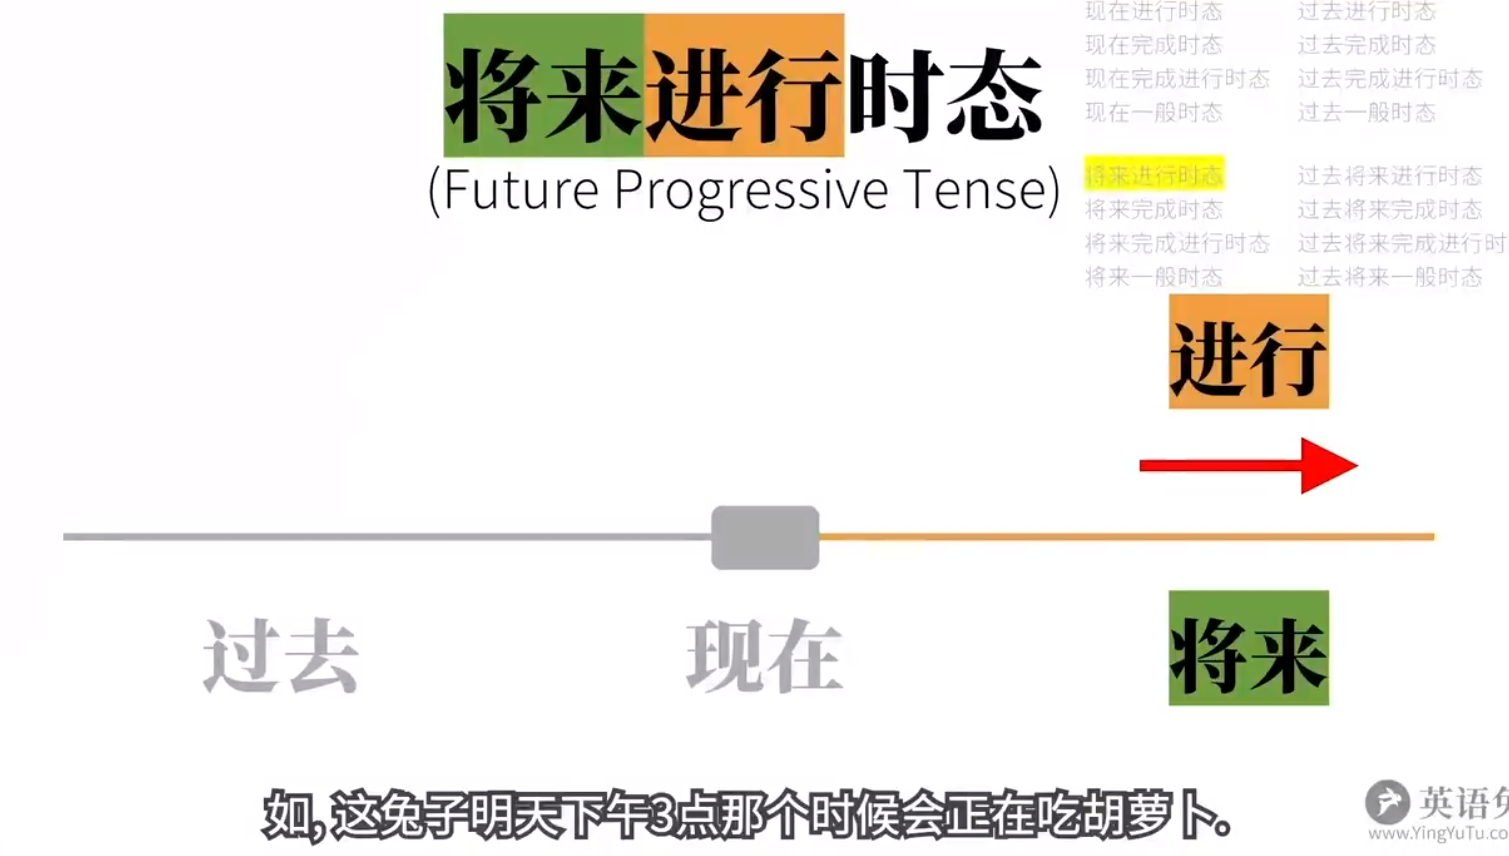 将来进行时态
(Future Progressive Tense)
现在进行时态 过去进行时态
现在完成时态 过去完成时态
现在完成进行时态 过去完成进行时态
现在一般时态 过去一般时态
将来进行时态 过去将来进行时态
将来完成时态 过去将来完成时态
将来完成进行时态 过去将来完成进行时
将来一般时态 过去将来一般时态
进行
过去 现在 将来
如, 这兔子明天下午3点那个时候会正在吃胡萝卜.
英语
www.YingYuTu.co